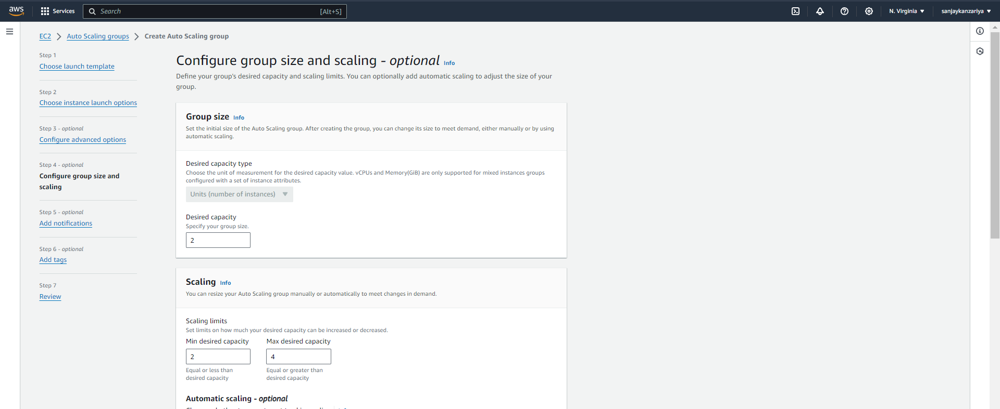 aws
Services
Search
[Alt+S]
N. Virginia
sanjaykanzariya
EC2
Auto Scaling groups
Create Auto Scaling group
Step 1
Choose launch template
Step 2
Choose instance launch options
Step 3 - optional
Configure advanced options
Step 4 - optional
Configure group size and
scaling
Step 5 - optional
Add notifications
Step 6 - optional
Add tags
Step 7
Review
Configure group size and scaling - optional Info
Define your group's desired capacity and scaling limits. You can optionally add automatic scaling to adjust the size of your
group.
Group size Info
Set the initial size of the Auto Scaling group. After creating the group, you can change its size to meet demand, either manually or by using
automatic scaling.
Desired capacity type
Choose the unit of measurement for the desired capacity value. vCPUs and Memory(GiB) are only supported for mixed instances groups
configured with a set of instance attributes.
Units (number of instances)
Desired capacity
Specify your group size.
2
Scaling Info
You can resize your Auto Scaling group manually or automatically to meet changes in demand.
Scaling limits
Set limits on how much your desired capacity can be increased or decreased.
Min desired capacity
2
Equal or less than
desired capacity
Max desired capacity
4
Equal or greater than
desired capacity
Automatic scaling - optional